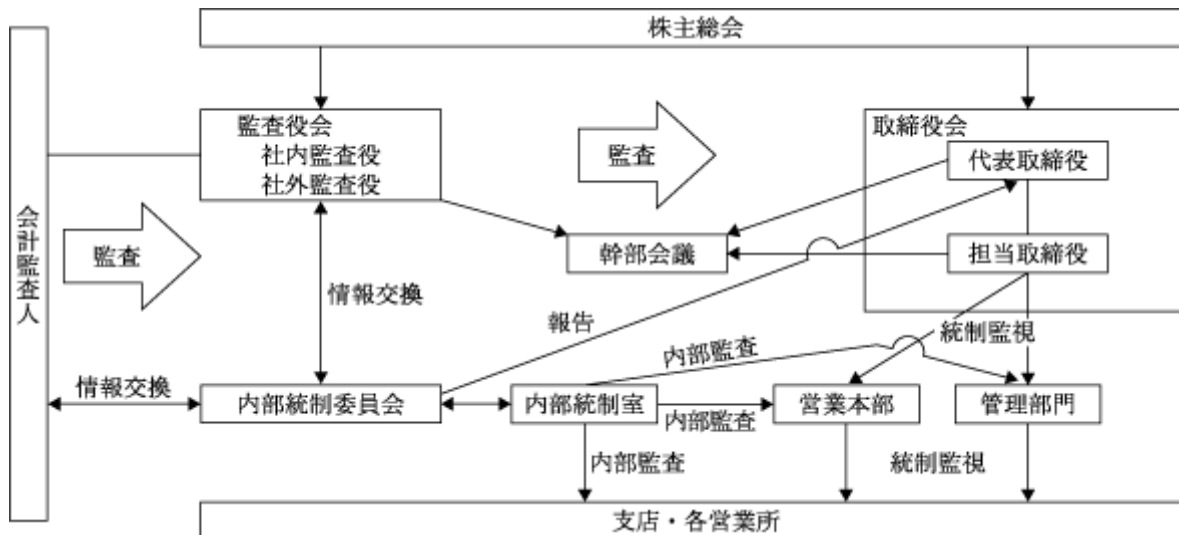 株主総会
監査役会
社内監査役
社外監査役
監査
取締役会
代表取締役
会計監査人
監査
幹部会議
担当取締役
情報交換
報告
統制監視
内部監査
情報交換
内部統制委員会
内部統制室
内部監査
営業本部
管理部門
内部監査
統制監視
支店・各営業所